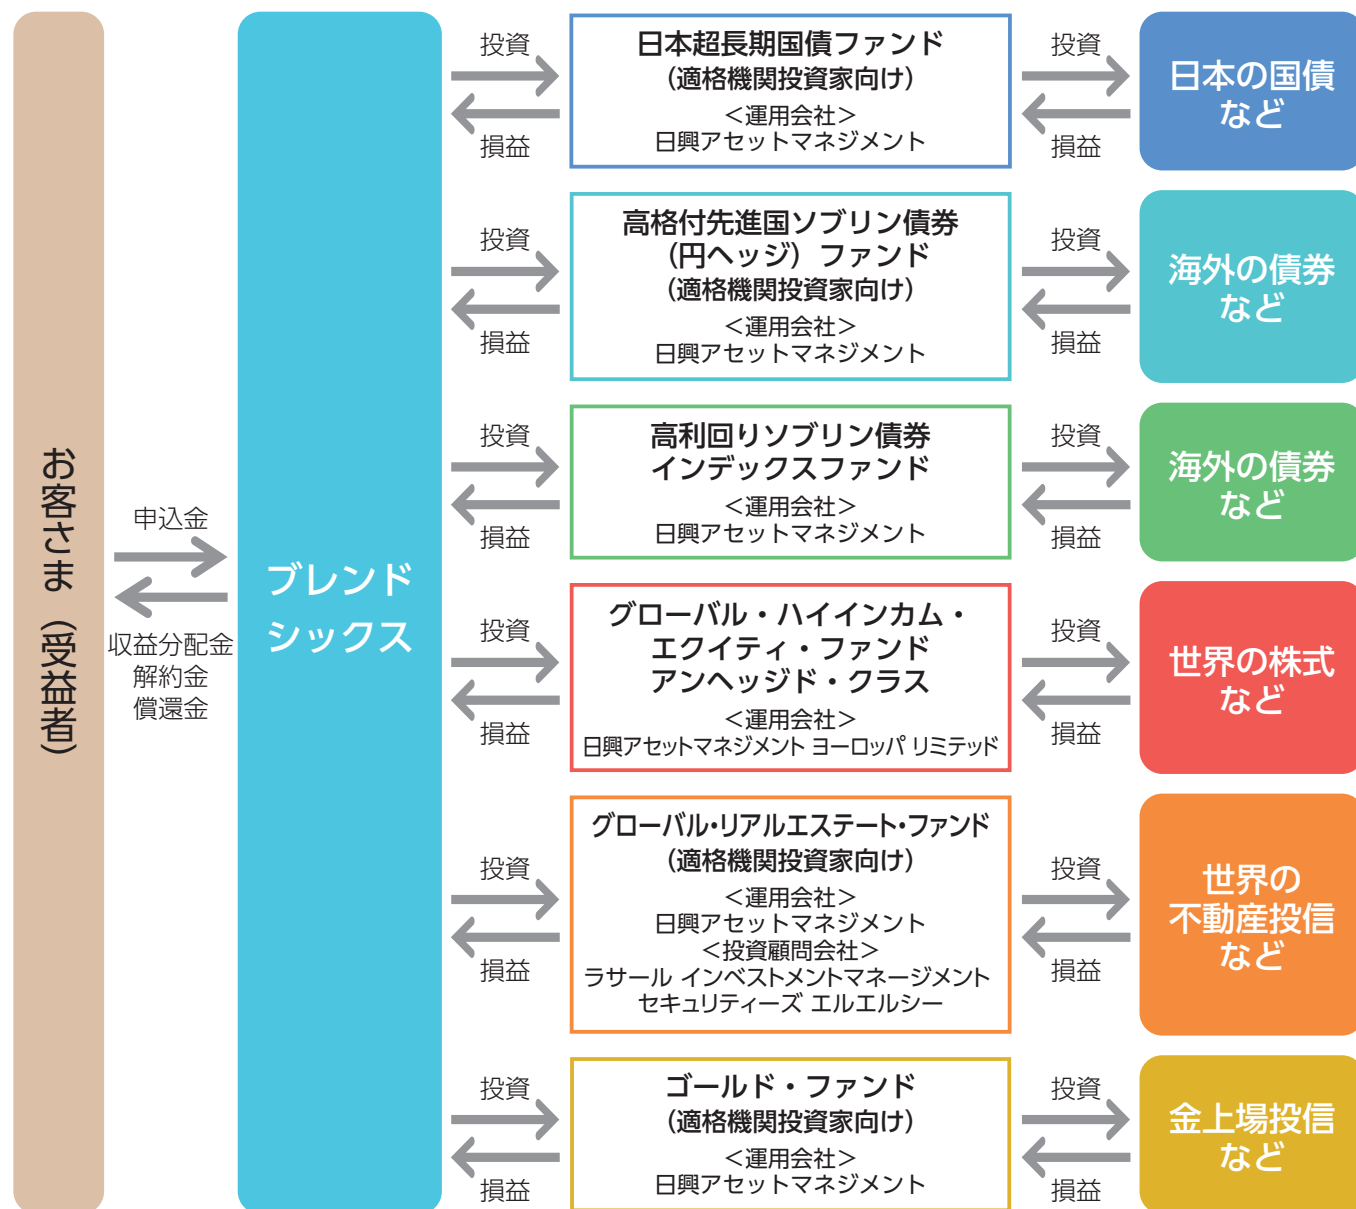 お客さま（受益者）
申込金
収益分配金
解約金
償還金
ブレンド
シックス
投資
損益
日本超長期国債ファンド
（適格機関投資家向け）
＜運用会社＞
日興アセットマネジメント
投資
損益
日本の国債
など
投資
損益
高格付先進国ソブリン債券
（円ヘッジ）ファンド
（適格機関投資家向け）
＜運用会社＞
日興アセットマネジメント
投資
損益
海外の債券
など
投資
損益
高利回りソブリン債券
インデックスファンド
＜運用会社＞
日興アセットマネジメント
投資
損益
海外の債券
など
投資
損益
グローバル・ハイインカム・
エクイティ・ファンド
アンヘッジド・クラス
＜運用会社＞
日興アセットマネジメント ヨーロッパ リミテッド
投資
損益
世界の株式
など
投資
損益
グローバル・リアルエステート・ファンド
（適格機関投資家向け）
＜運用会社＞
日興アセットマネジメント
＜投資顧問会社＞
ラサール インベストメントマネージメント
セキュリティーズ エルエルシー
投資
損益
世界の
不動産投信
など
投資
損益
ゴールド・ファンド
（適格機関投資家向け）
＜運用会社＞
日興アセットマネジメント
投資
損益
金上場投信
など